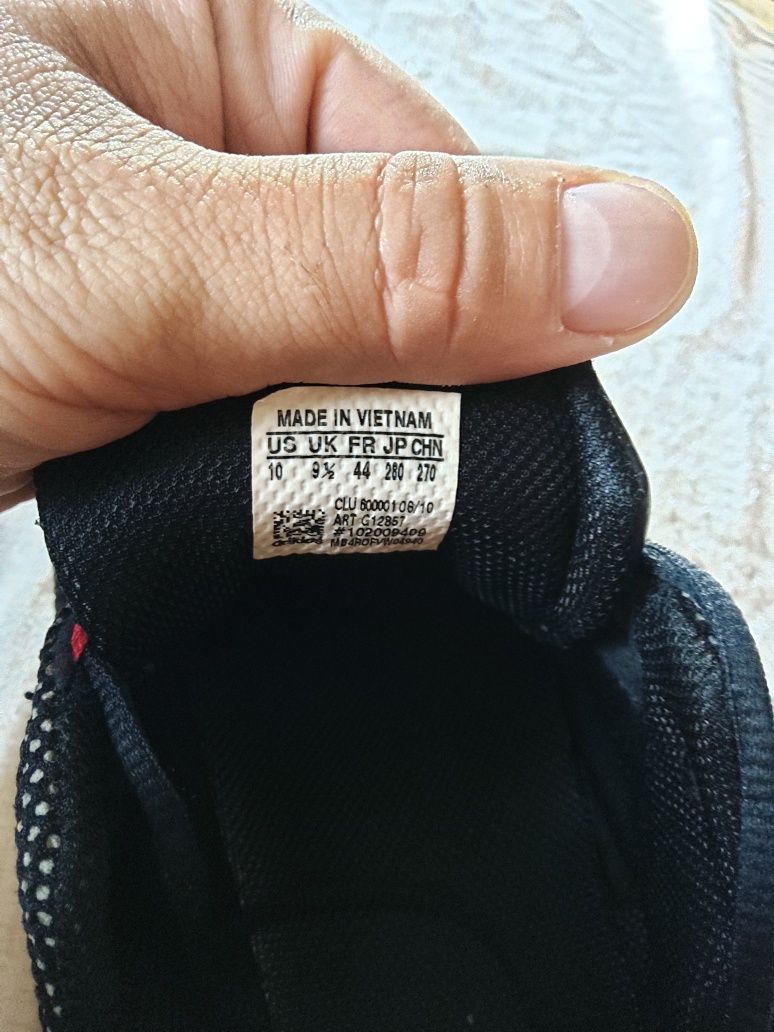 MADE IN VIETNAM
US UK FR JP CHN
10 9½ 44 280 270
CLU 600001 08/10
ART G12857
#102009409